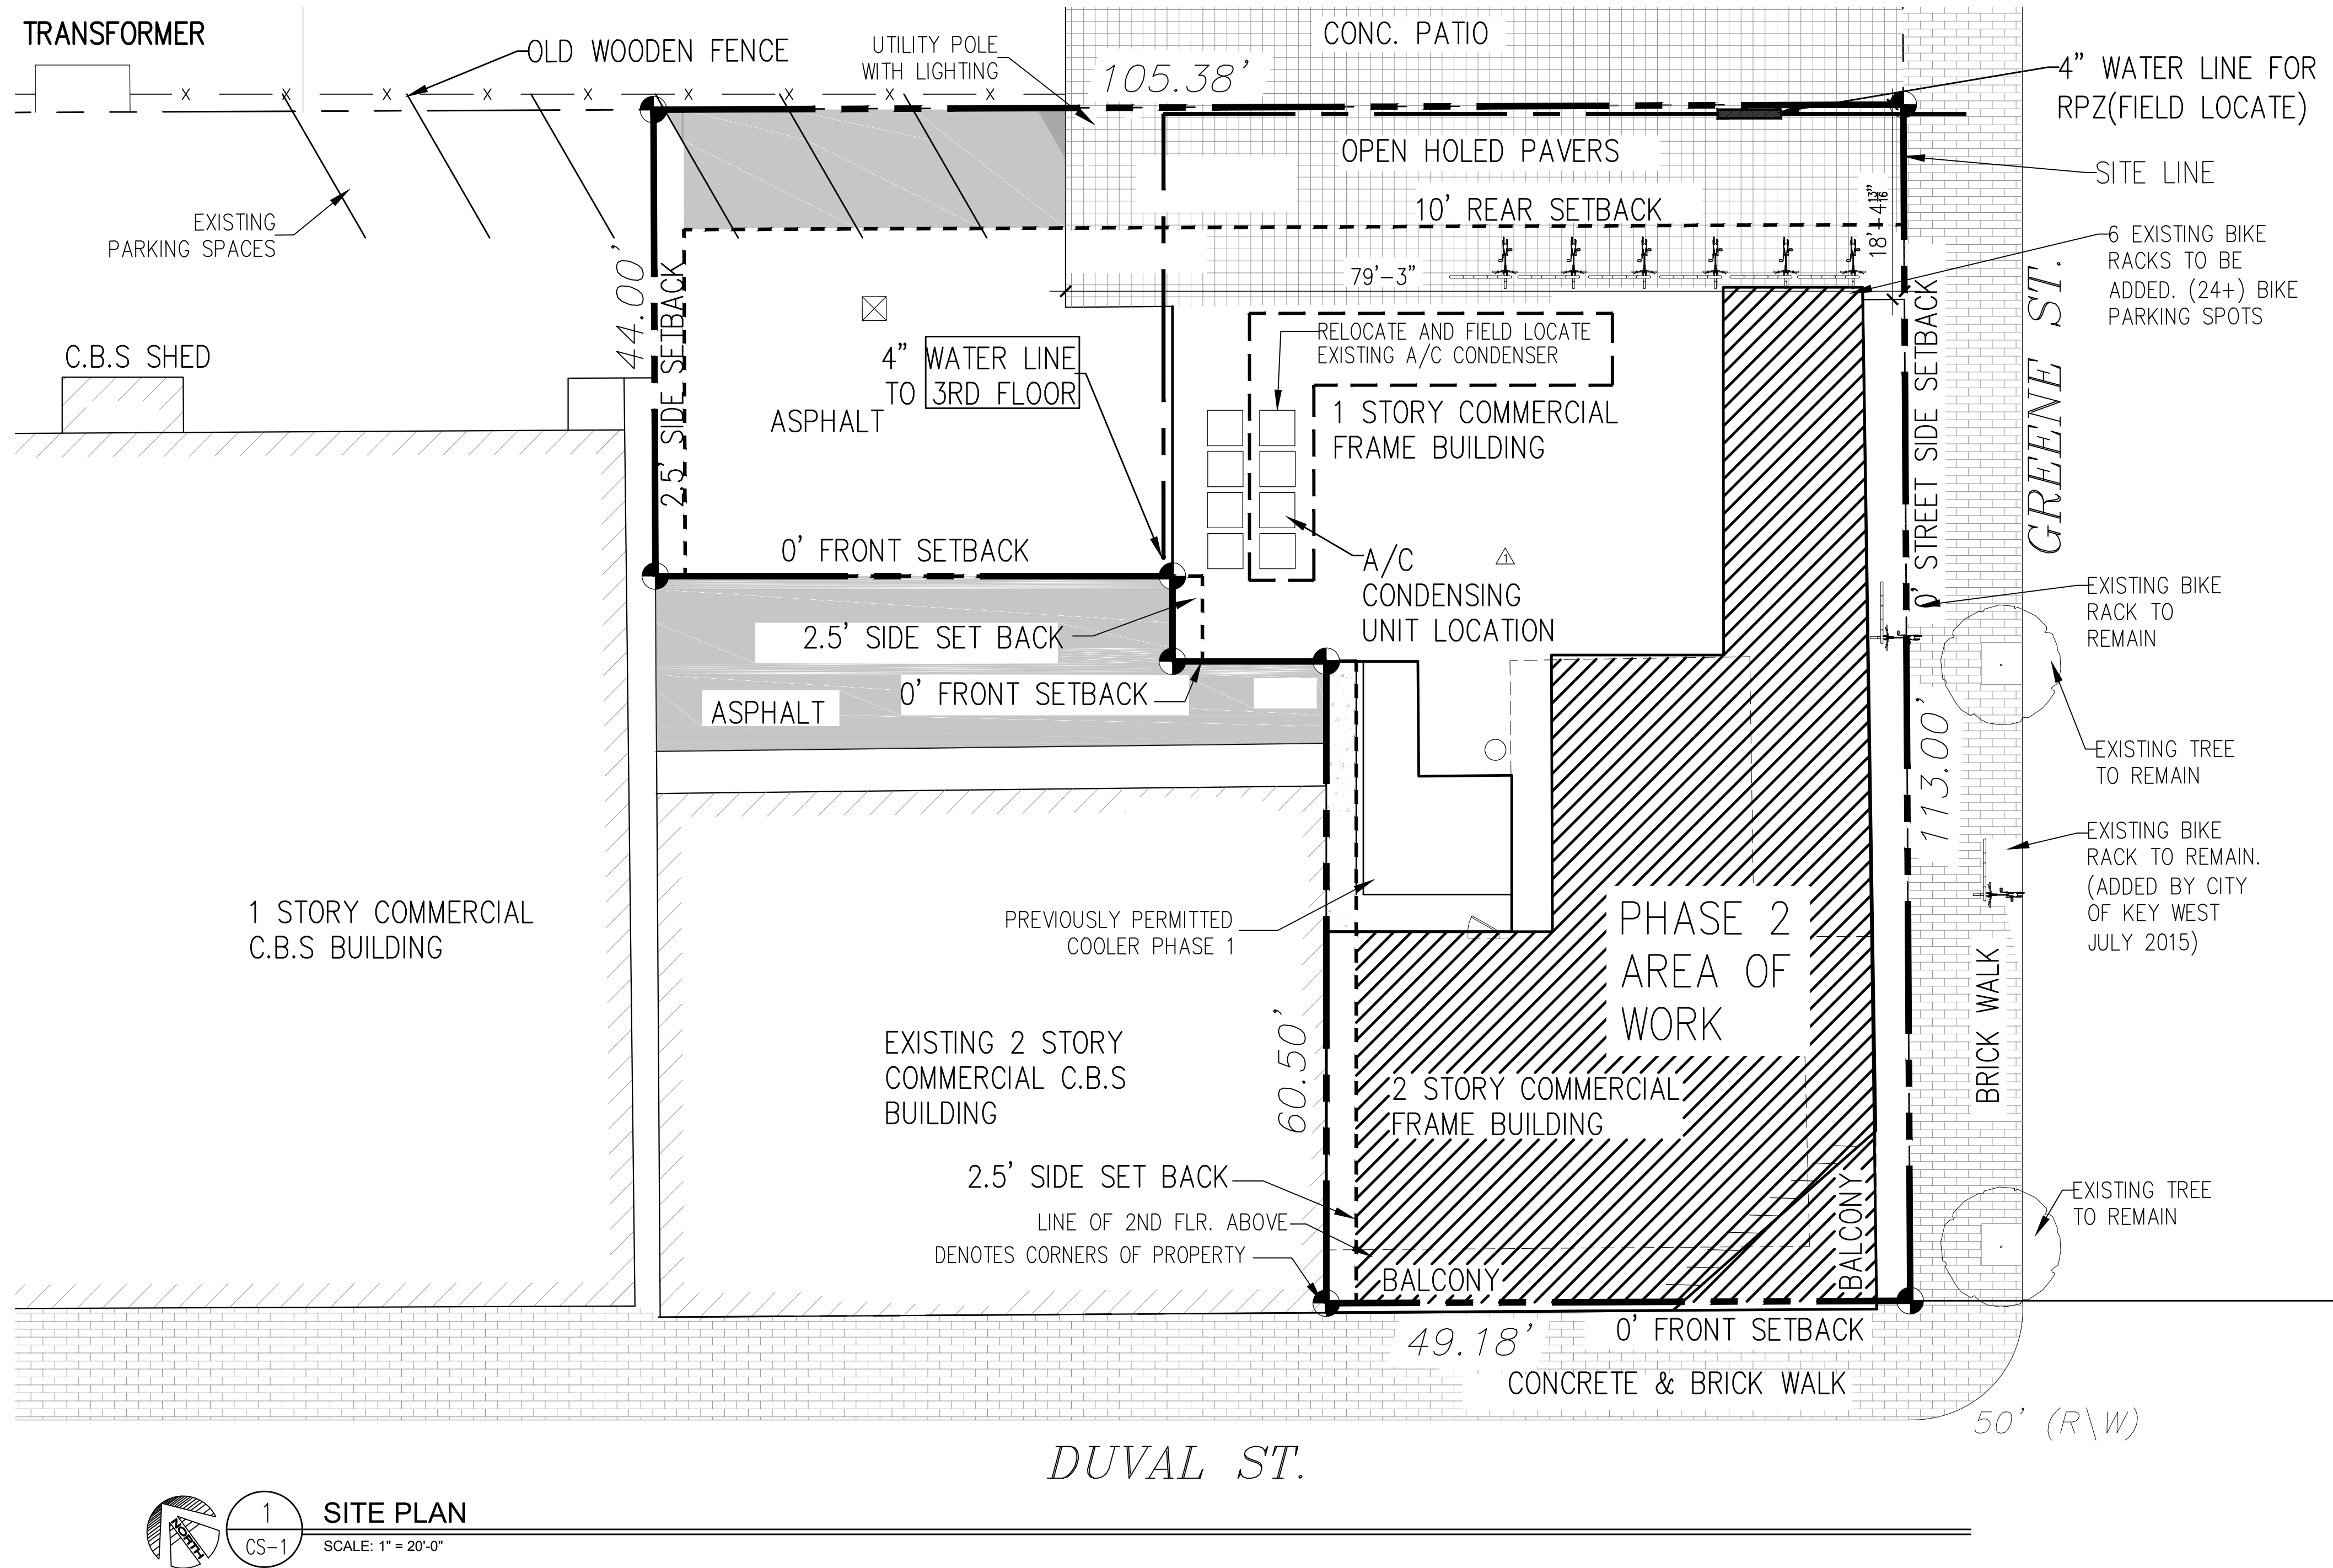 TRANSFORMER
OLD WOODEN FENCE
UTILITY POLE
WITH LIGHTING
CONC. PATIO
105.38'
4" WATER LINE FOR
RPZ(FIELD LOCATE)
OPEN HOLED PAVERS
SITE LINE
10' REAR SETBACK
18'-4 13/16"
EXISTING
PARKING SPACES
6 EXISTING BIKE
RACKS TO BE
ADDED. (24+) BIKE
PARKING SPOTS
79'-3"
44.00'
2.5' SIDE SETBACK
C.B.S SHED
4" WATER LINE
TO 3RD FLOOR
RELOCATE AND FIELD LOCATE
EXISTING A/C CONDENSER
ASPHALT
1 STORY COMMERCIAL
FRAME BUILDING
0' STREET SIDE SETBACK
GREENE ST.
0' FRONT SETBACK
A/C
CONDENSING
UNIT LOCATION
1
EXISTING BIKE
RACK TO
REMAIN
2.5' SIDE SET BACK
0' FRONT SETBACK
ASPHALT
113.00'
EXISTING TREE
TO REMAIN
EXISTING BIKE
RACK TO REMAIN.
(ADDED BY CITY
OF KEY WEST
JULY 2015)
1 STORY COMMERCIAL
C.B.S BUILDING
PREVIOUSLY PERMITTED
COOLER PHASE 1
PHASE 2
AREA OF
WORK
BRICK WALK
EXISTING 2 STORY
COMMERCIAL C.B.S
BUILDING
60.50'
2 STORY COMMERCIAL
FRAME BUILDING
2.5' SIDE SET BACK
LINE OF 2ND FLR. ABOVE
DENOTES CORNERS OF PROPERTY
BALCONY
BALCONY
EXISTING TREE
TO REMAIN
49.18'
0' FRONT SETBACK
CONCRETE & BRICK WALK
50' (R\W)
DUVAL ST.
NORTH
1
CS-1
SITE PLAN
SCALE: 1" = 20'-0"